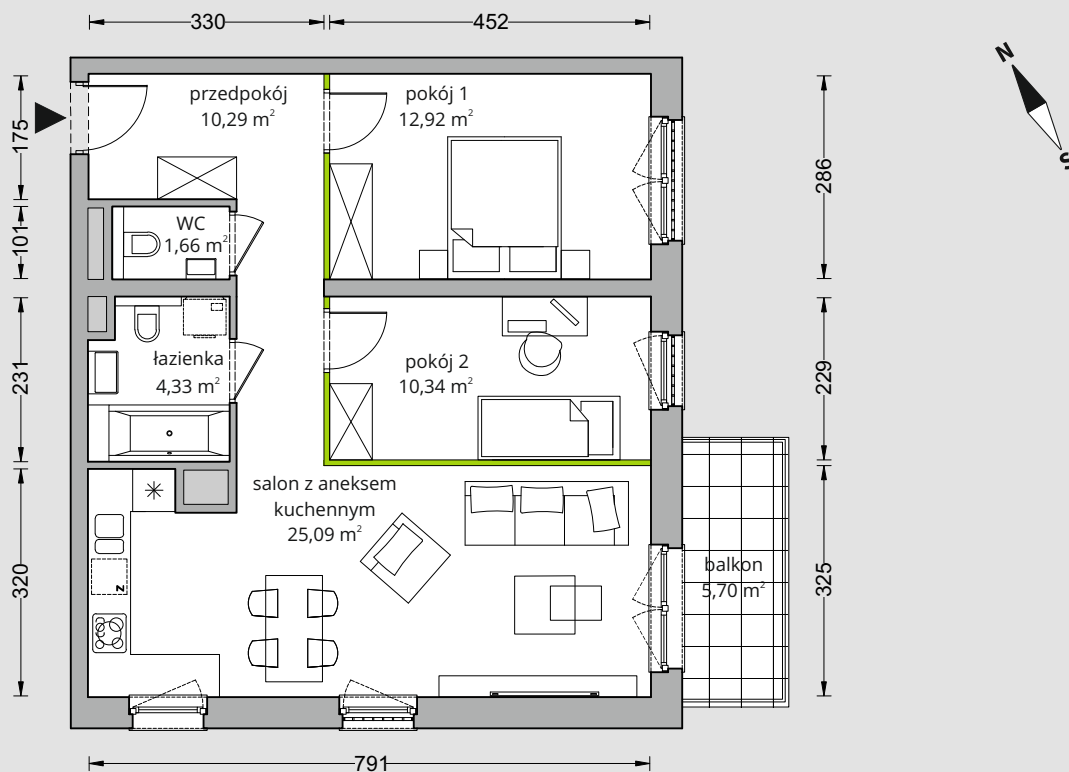 330
452
N
S
przedpokój
10,29 m²
pokój 1
12,92 m²
175
286
WC
1,66 m²
101
łazienka
4,33 m²
pokój 2
10,34 m²
231
229
salon z aneksem
kuchennym
25,09 m²
balkon
5,70 m²
z
320
325
791